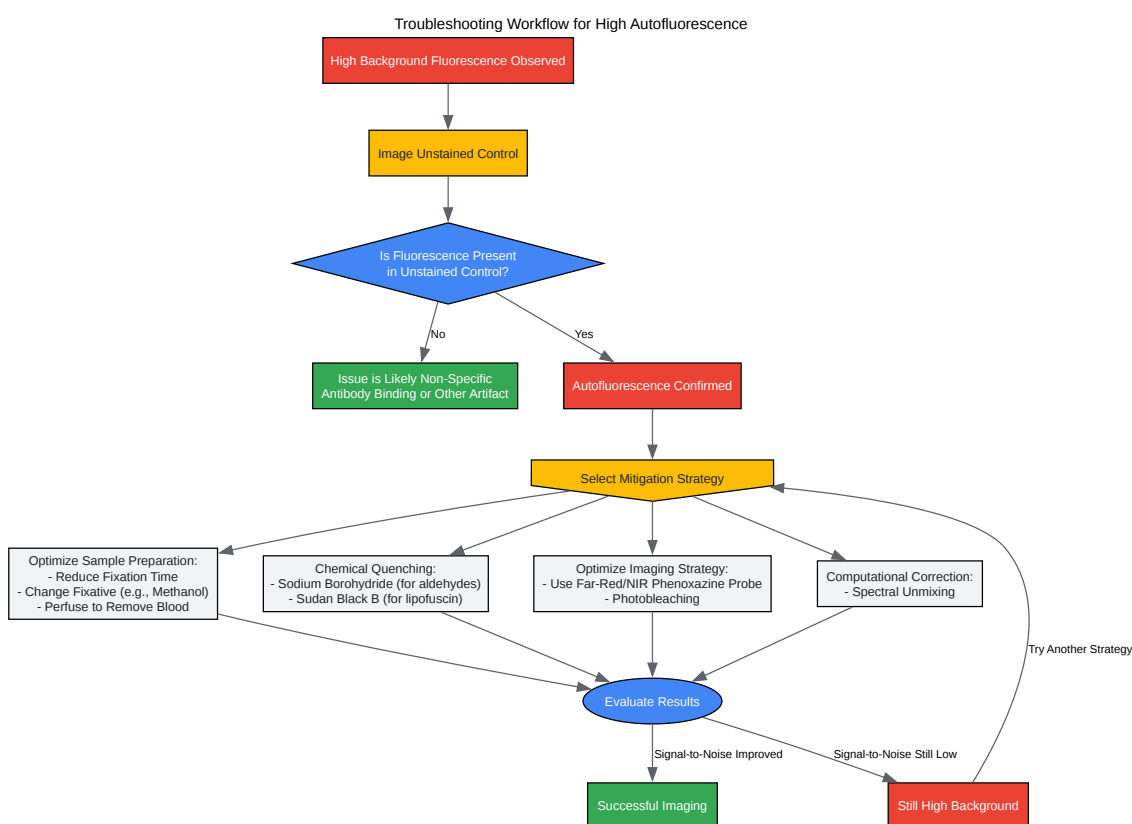 Troubleshooting Workflow for High Autofluorescence
High Background Fluorescence Observed
Image Unstained Control
Is Fluorescence Present
in Unstained Control?
No
Yes
Issue is Likely Non-Specific
Antibody Binding or Other Artifact
Autofluorescence Confirmed
Select Mitigation Strategy
Optimize Sample Preparation:
- Reduce Fixation Time
- Change Fixative (e.g., Methanol)
- Perfuse to Remove Blood
Chemical Quenching:
- Sodium Borohydride (for aldehydes)
- Sudan Black B (for lipofuscin)
Optimize Imaging Strategy:
- Use Far-Red/NIR Phenoxazine Probe
- Photobleaching
Computational Correction:
- Spectral Unmixing
Try Another Strategy
Evaluate Results
Signal-to-Noise Improved
Signal-to-Noise Still Low
Successful Imaging
Still High Background